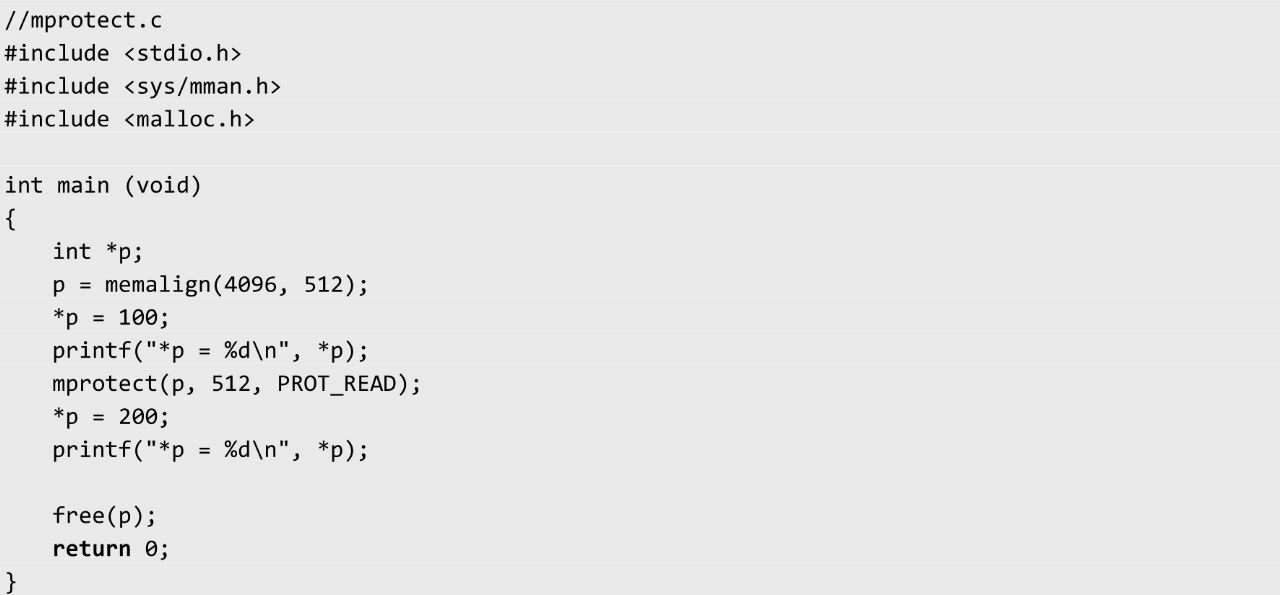 //mprotect.c
#include <stdio.h>
#include <sys/mman.h>
#include <malloc.h>

int main (void)
{
    int *p;
    p = memalign(4096, 512);
    *p = 100;
    printf("*p = %d\n", *p);
    mprotect(p, 512, PROT_READ);
    *p = 200;
    printf("*p = %d\n", *p);

    free(p);
    return 0;
}